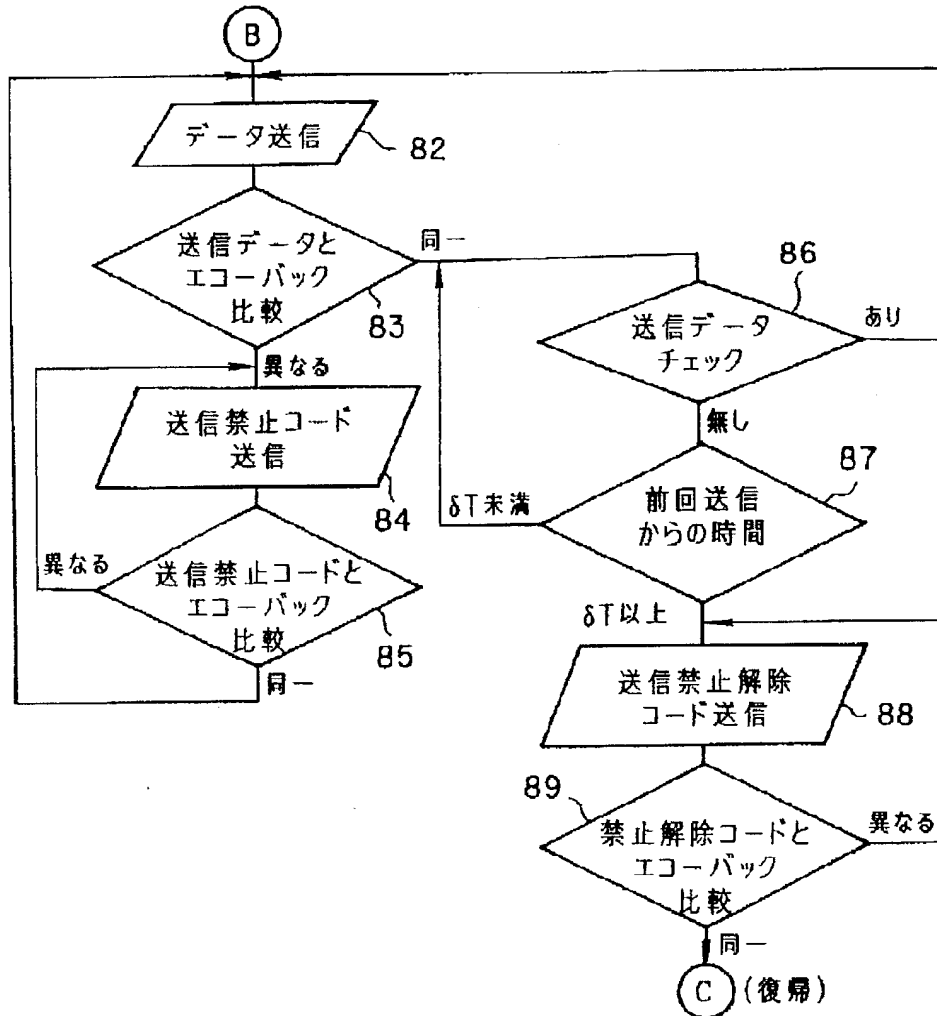 B
データ送信
82
送信データと
エコーバック
比較
83
同一
異なる
送信禁止コード
送信
84
送信禁止コードと
エコーバック
比較
85
異なる
同一
86
送信データ
チェック
あり
無し
87
前回送信
からの時間
δT未満
δT以上
送信禁止解除
コード送信
88
89
禁止解除コードと
エコーバック
比較
異なる
同一
C (復帰)